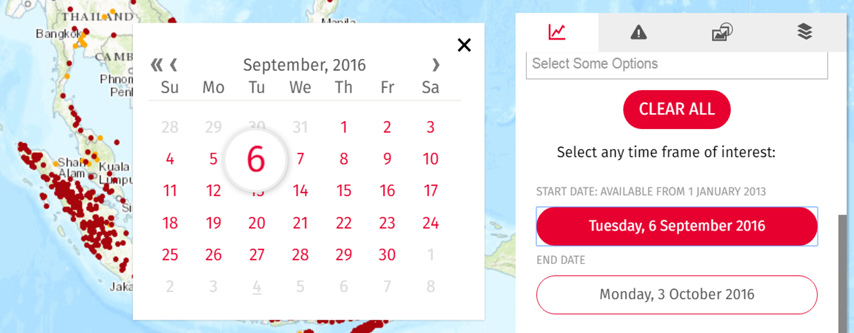 THAILAND
Bangkok
CAMB
Phnom
Penh
Manila
Shah
Alam
Kuala
Lumpu
Si
Jaka
« ‹ September, 2016 ›
Su Mo Tu We Th Fr Sa
28 29 30 31 1 2 3
4 5 6 7 8 9 10
11 12 13 14 15 16 17
18 19 20 21 22 23 24
25 26 27 28 29 30 1
2 3 4 5 6 7 8
Select Some Options
CLEAR ALL
Select any time frame of interest:
START DATE: AVAILABLE FROM 1 JANUARY 2013
Tuesday, 6 September 2016
END DATE
Monday, 3 October 2016